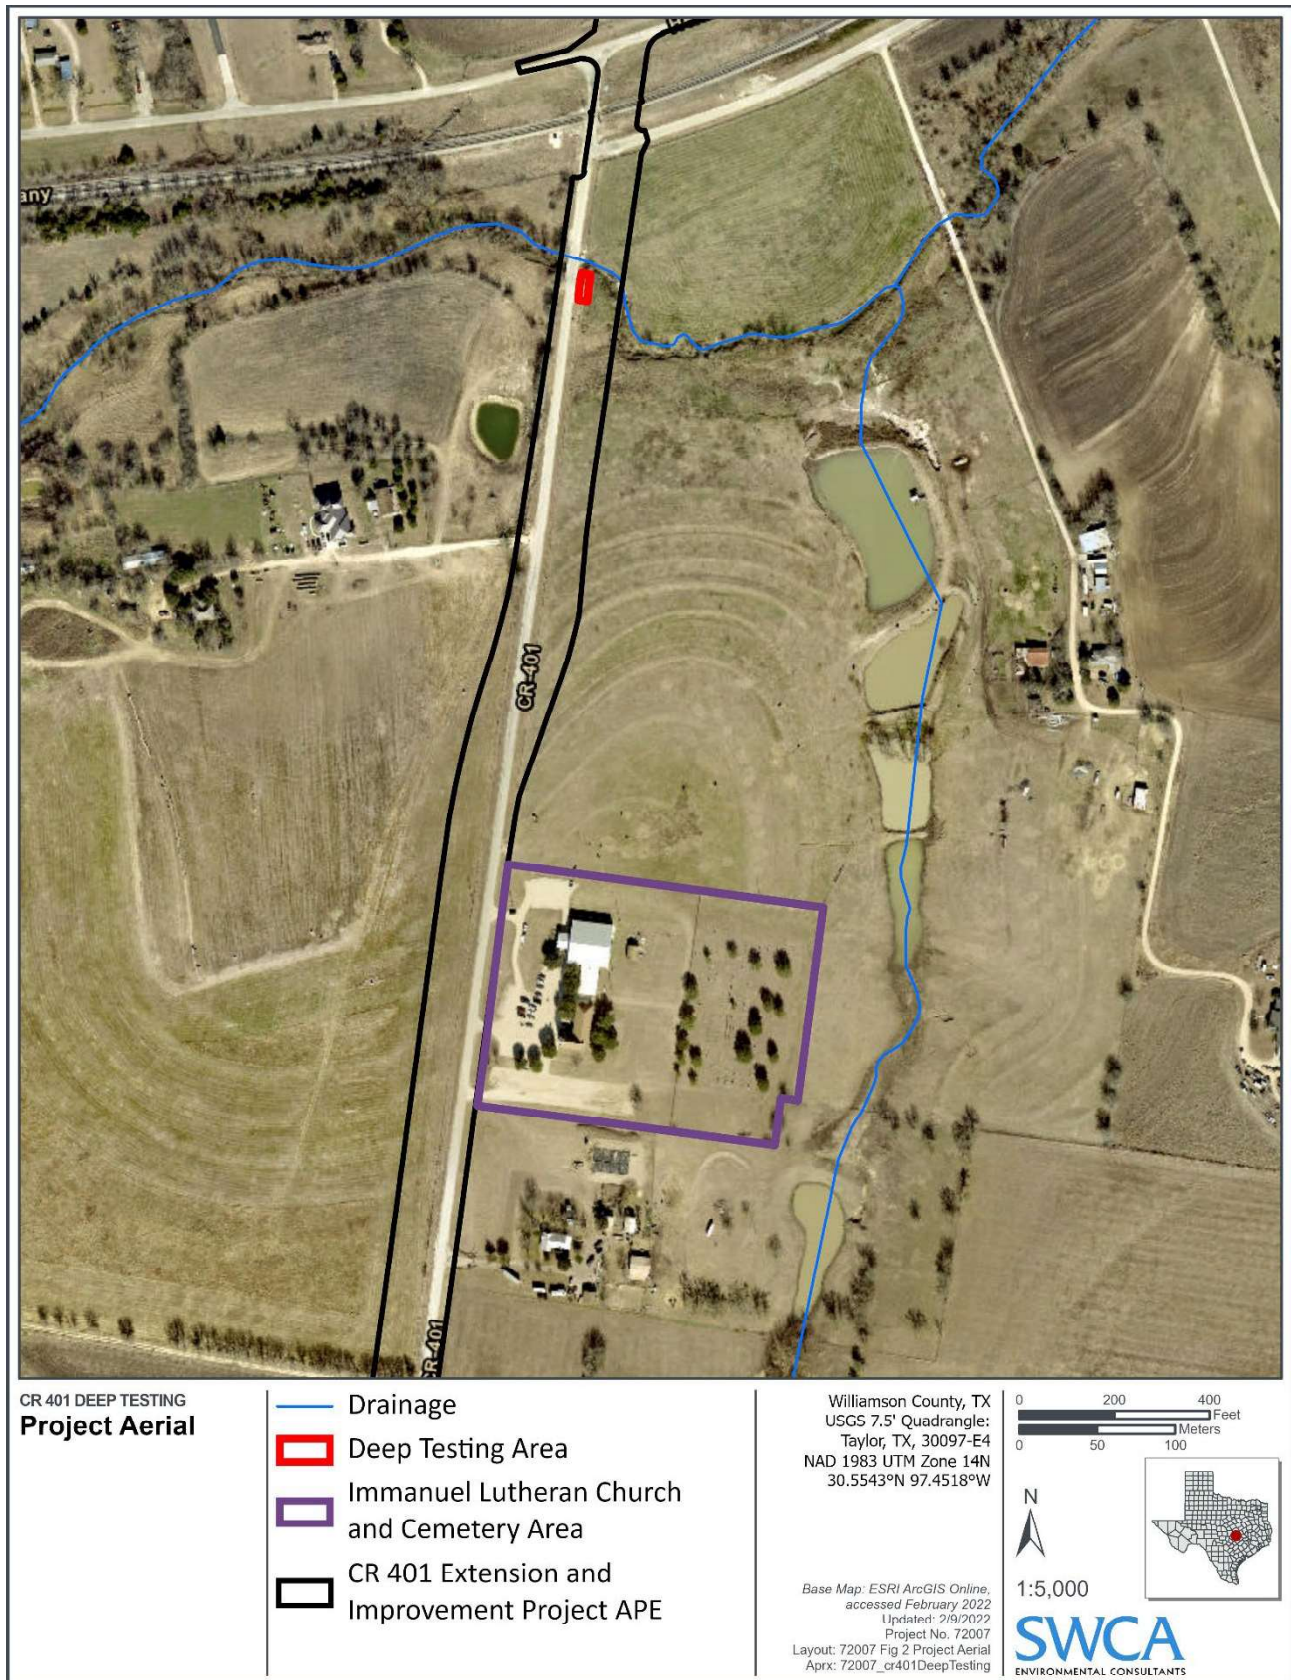 any
CR-401
CR-401
CR 401 DEEP TESTING
Project Aerial
Drainage
Deep Testing Area
Immanuel Lutheran Church
and Cemetery Area
CR 401 Extension and
Improvement Project APE
Williamson County, TX
USGS 7.5' Quadrangle:
Taylor, TX, 30097-E4
NAD 1983 UTM Zone 14N
30.5543°N 97.4518°W
Base Map: ESRI ArcGIS Online,
accessed February 2022
Updated: 2/9/2022
Project No. 72007
Layout: 72007 Fig 2 Project Aerial
Aprx: 72007_cr401DeepTesting
0 200 400
Feet
Meters
0 50 100
N
1:5,000
SWCA
ENVIRONMENTAL CONSULTANTS